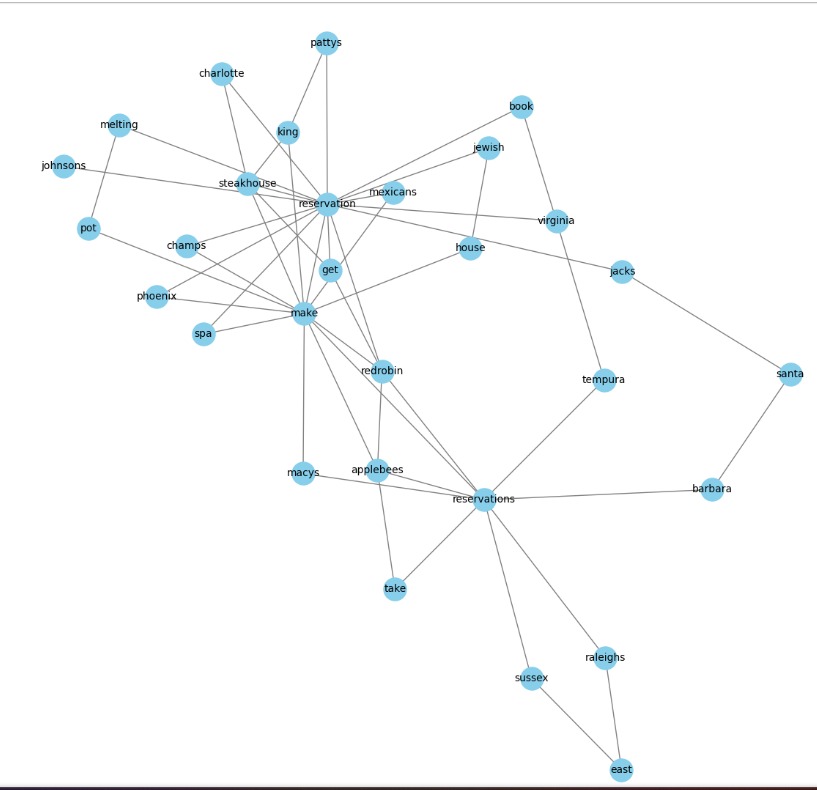 pattys
charlotte
book
melting
king
jewish
johnsons
steakhouse
mexicans
reservation
virginia
pot
champs
house
get
jacks
phoenix
make
spa
redrobin
santa
tempura
applebees
macys
barbara
reservations
take
raleighs
sussex
east